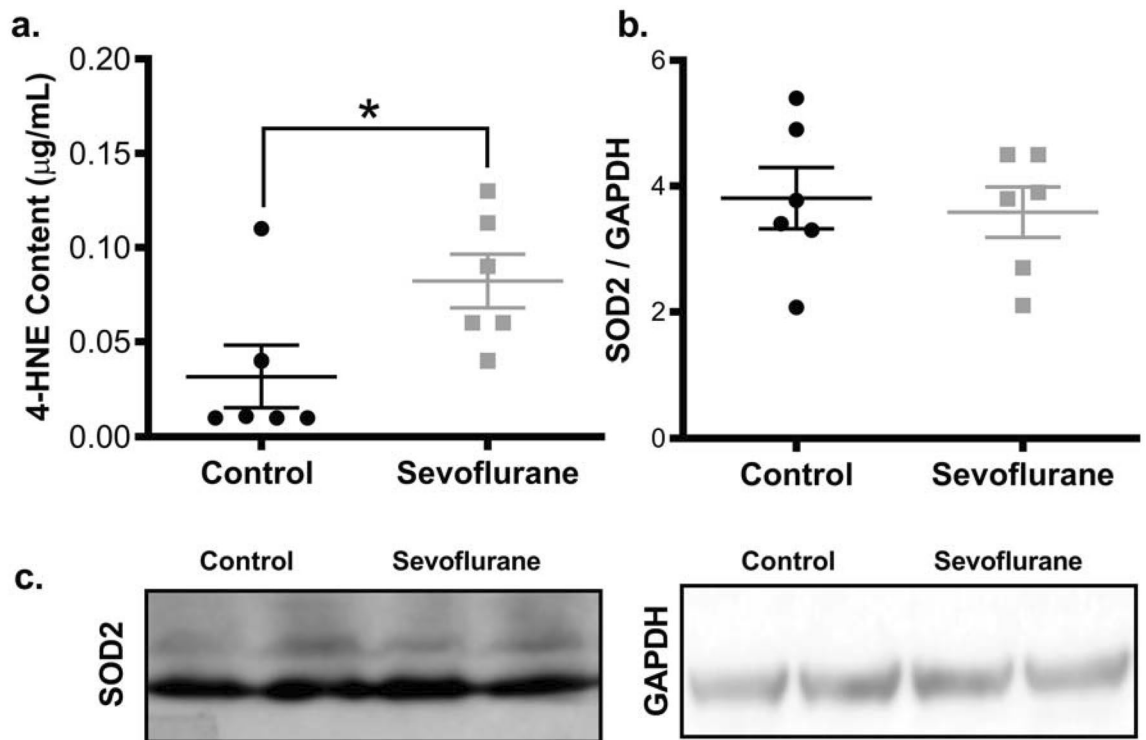 a.
0.20
0.15
0.10
0.05
0.00
4-HNE Content (μg/mL)
*
Control Sevoflurane
b.
6
4
2
0
SOD2 / GAPDH
Control Sevoflurane
c.
Control Sevoflurane
SOD2
Control Sevoflurane
GAPDH